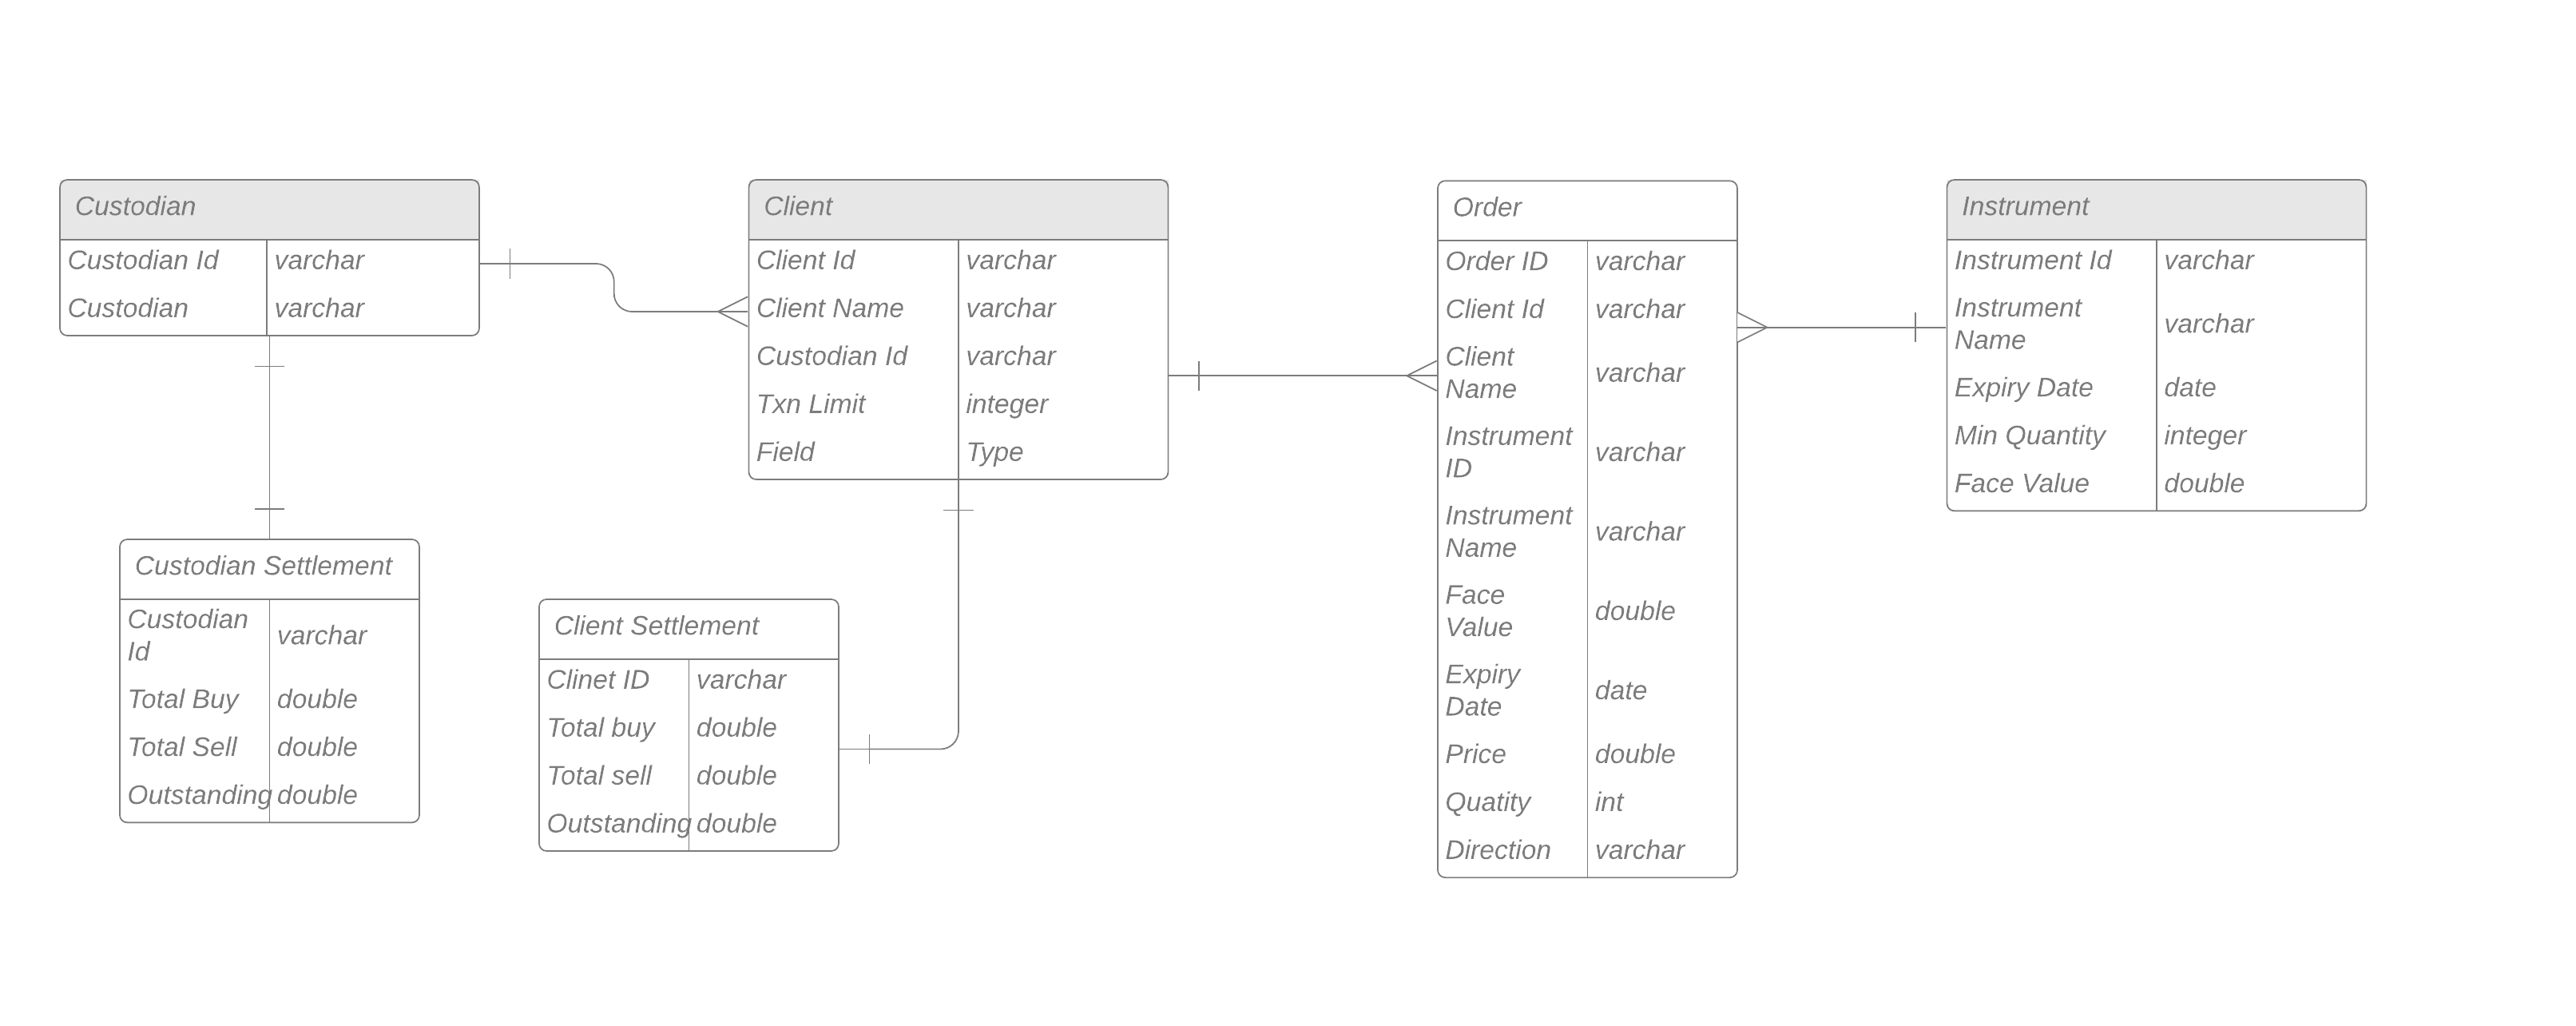 Custodian
Custodian Id varchar
Custodian varchar
Client
Client Id varchar
Client Name varchar
Custodian Id varchar
Txn Limit integer
Field Type
Order
Order ID varchar
Client Id varchar
Client
Name varchar
Instrument
ID varchar
Instrument
Name varchar
Face
Value double
Expiry
Date date
Price double
Quatity int
Direction varchar
Instrument
Instrument Id varchar
Instrument
Name varchar
Expiry Date date
Min Quantity integer
Face Value double
Custodian Settlement
Custodian
Id varchar
Total Buy double
Total Sell double
Outstanding double
Client Settlement
Clinet ID varchar
Total buy double
Total sell double
Outstanding double